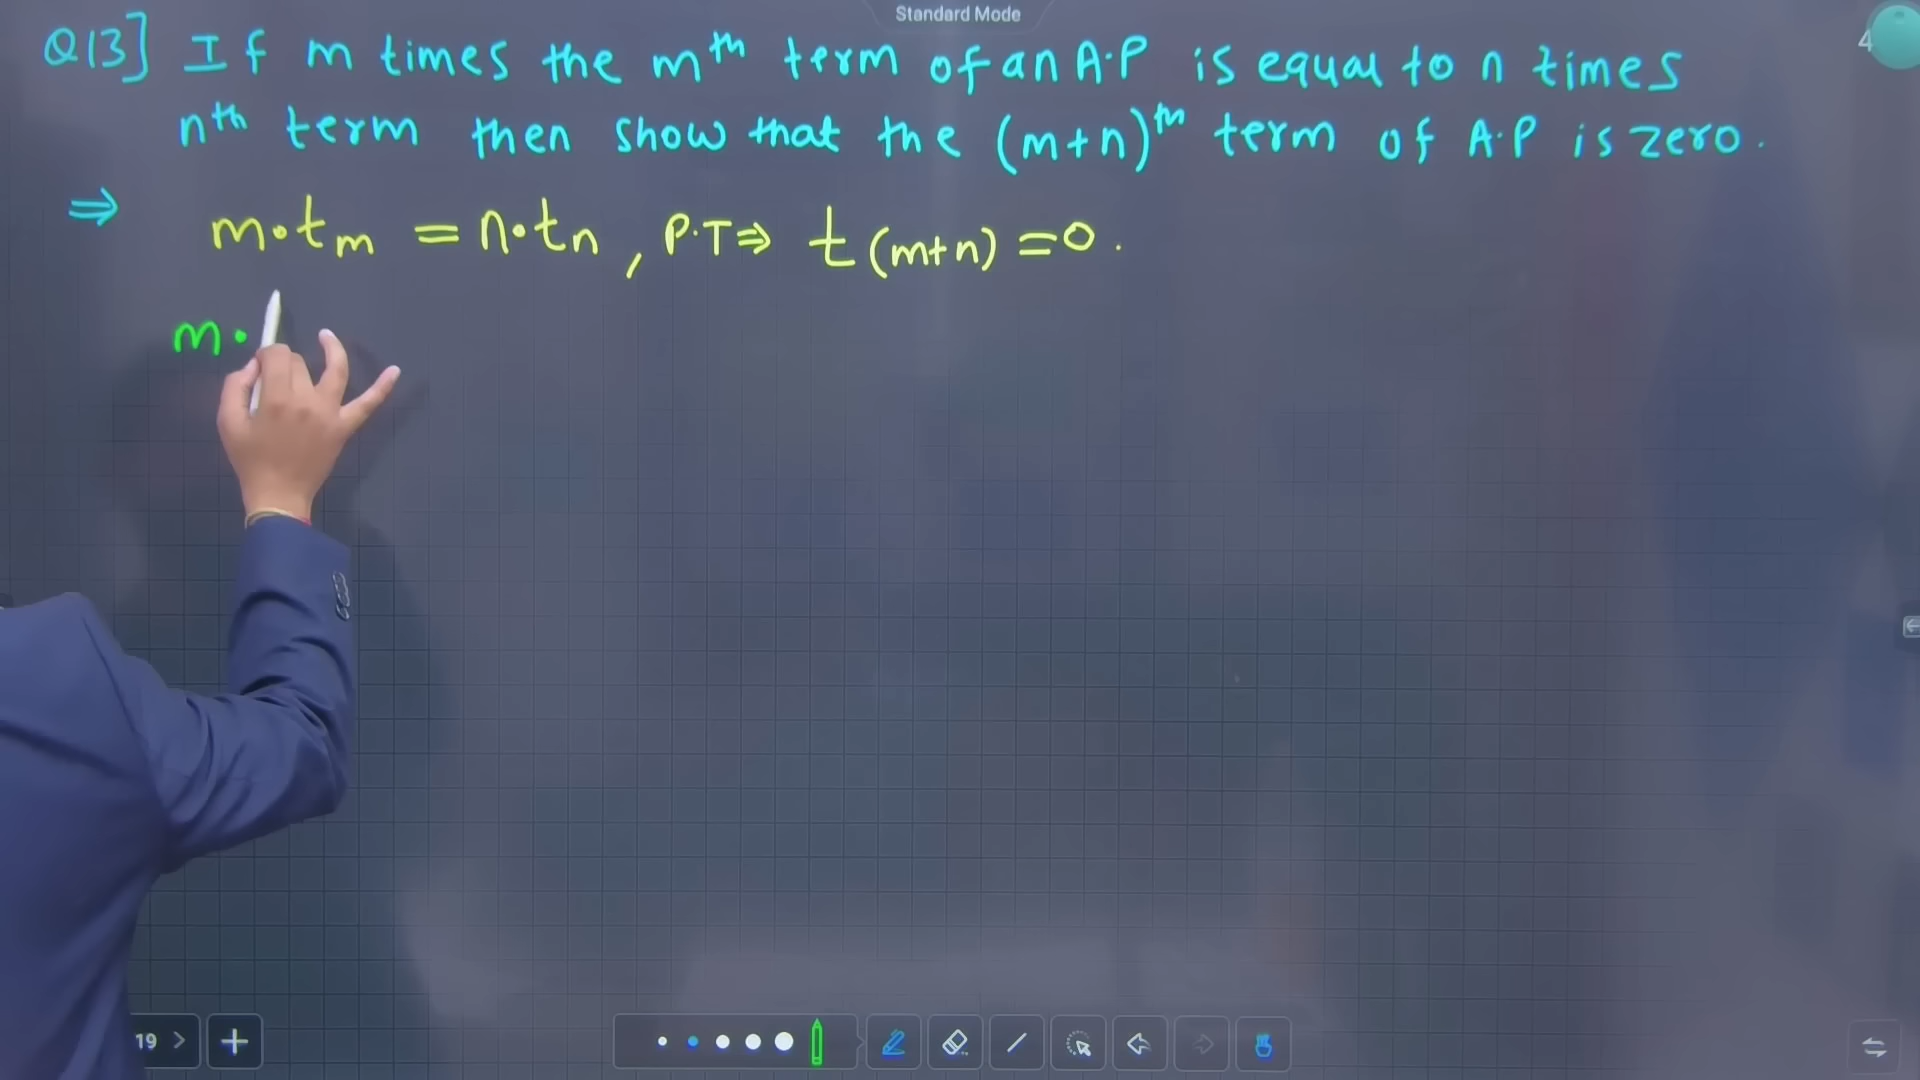 Standard Mode
4
Q13] If m times the mᵗʰ term of an A.P is equal to n times
nᵗʰ term then show that the (m+n)ᵗʰ term of A.P is zero.
⇒ m·tₘ = n·tₙ, P.T⇒ t₍ₘ₊ₙ₎ = 0.
m·
19